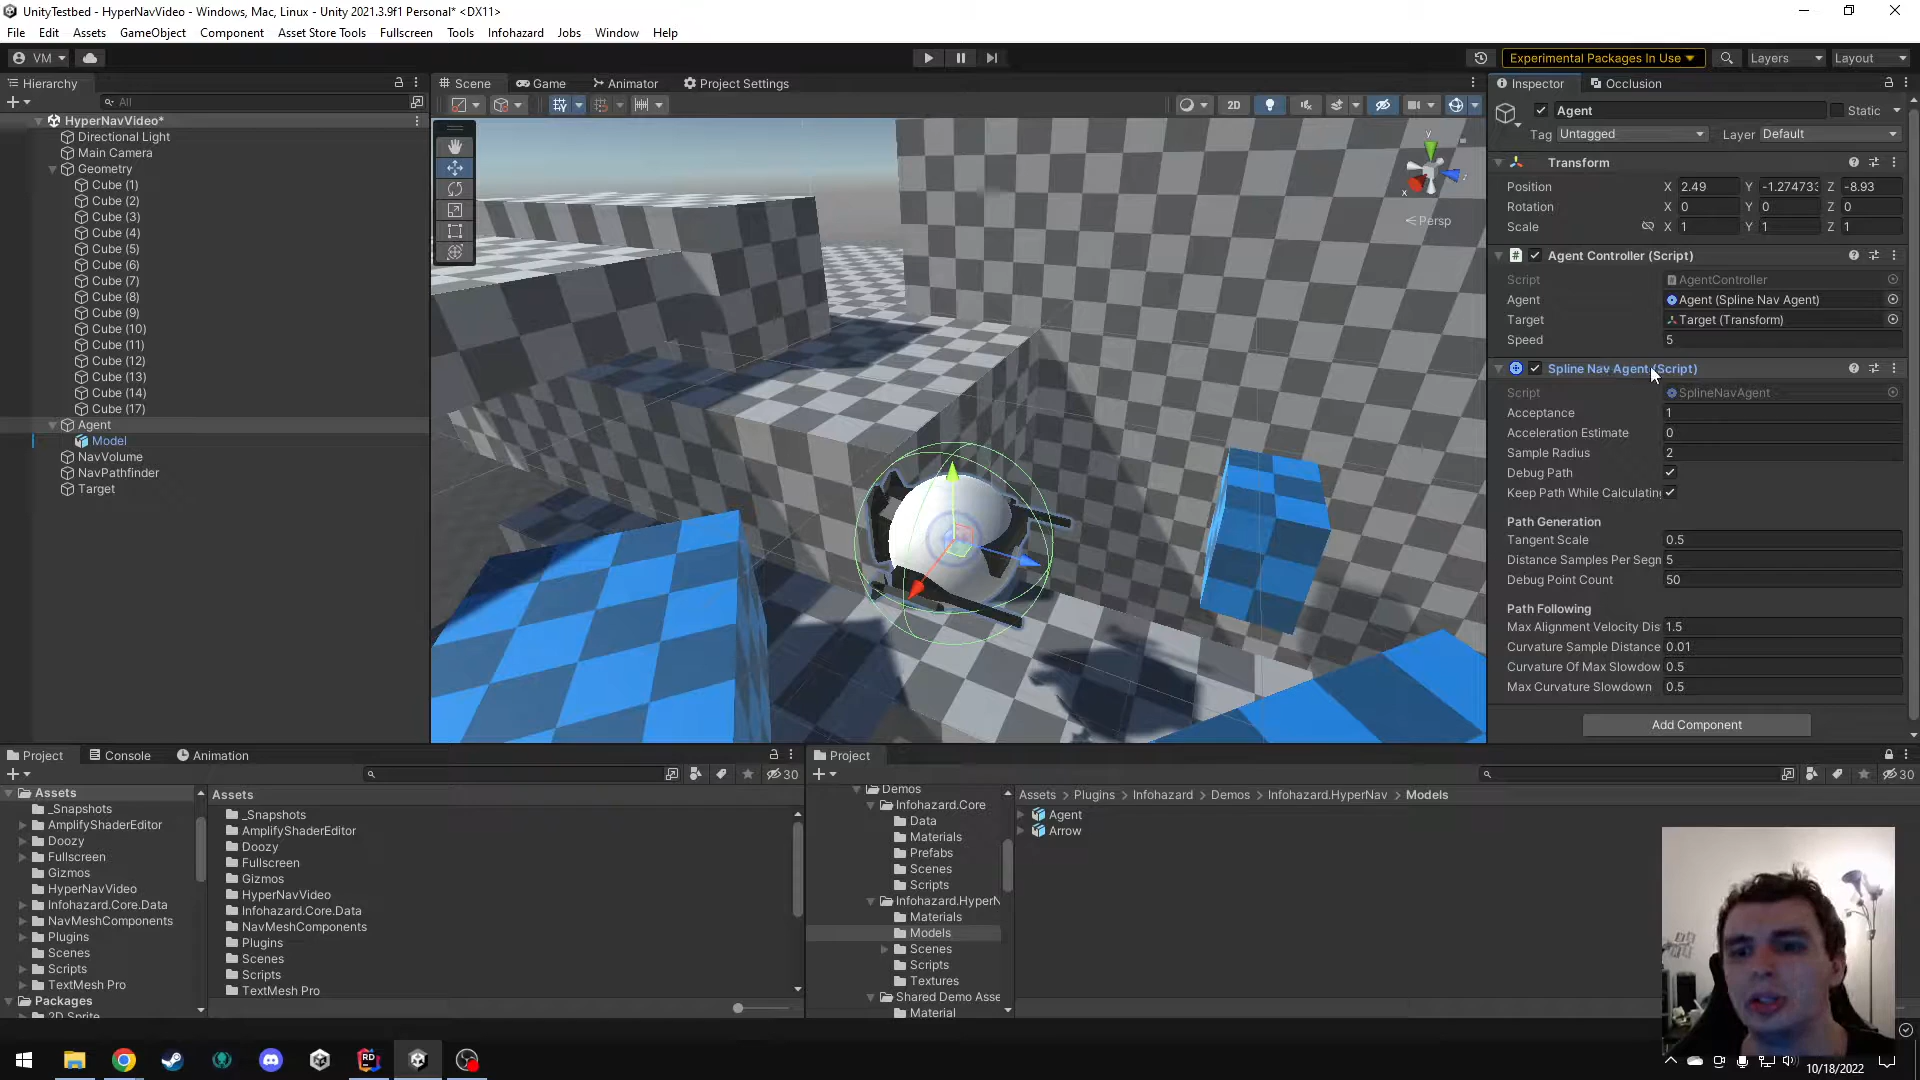 UnityTestbed - HyperNavVideo - Windows, Mac, Linux - Unity 2021.3.9f1 Personal* <DX11>
File Edit Assets GameObject Component Asset Store Tools Fullscreen Tools Infohazard Jobs Window Help
VM Experimental Packages In Use Layers Layout
Hierarchy
All
HyperNavVideo*
Directional Light
Main Camera
Geometry
Cube (1)
Cube (2)
Cube (3)
Cube (4)
Cube (5)
Cube (6)
Cube (7)
Cube (8)
Cube (9)
Cube (10)
Cube (11)
Cube (12)
Cube (13)
Cube (14)
Cube (17)
Agent
Model
NavVolume
NavPathfinder
Target
Scene Game Animator Project Settings
2D
y
x
z
Persp
Inspector Occlusion
Agent Static
Tag Untagged Layer Default
Transform
Position X 2.49 Y -1.27473 Z -8.93
Rotation X 0 Y 0 Z 0
Scale X 1 Y 1 Z 1
Agent Controller (Script)
Script AgentController
Agent Agent (Spline Nav Agent)
Target Target (Transform)
Speed 5
Spline Nav Agent (Script)
Script SplineNavAgent
Acceptance 1
Acceleration Estimate 0
Sample Radius 2
Debug Path
Keep Path While Calculating
Path Generation
Tangent Scale 0.5
Distance Samples Per Segn 5
Debug Point Count 50
Path Following
Max Alignment Velocity Dis 1.5
Curvature Sample Distance 0.01
Curvature Of Max Slowdow 0.5
Max Curvature Slowdown 0.5
Add Component
Project Console Animation
30
Assets
_Snapshots
AmplifyShaderEditor
Doozy
Fullscreen
Gizmos
HyperNavVideo
Infohazard.Core.Data
NavMeshComponents
Plugins
Scenes
Scripts
TextMesh Pro
Packages
2D Sprite
Assets
_Snapshots
AmplifyShaderEditor
Doozy
Fullscreen
Gizmos
HyperNavVideo
Infohazard.Core.Data
NavMeshComponents
Plugins
Scenes
Scripts
TextMesh Pro
Project
30
Demos
Infohazard.Core
Data
Materials
Prefabs
Scenes
Scripts
Infohazard.HyperN
Materials
Models
Scenes
Scripts
Textures
Shared Demo Asse
Material
Assets > Plugins > Infohazard > Demos > Infohazard.HyperNav > Models
Agent
Arrow
RD
10/18/2022